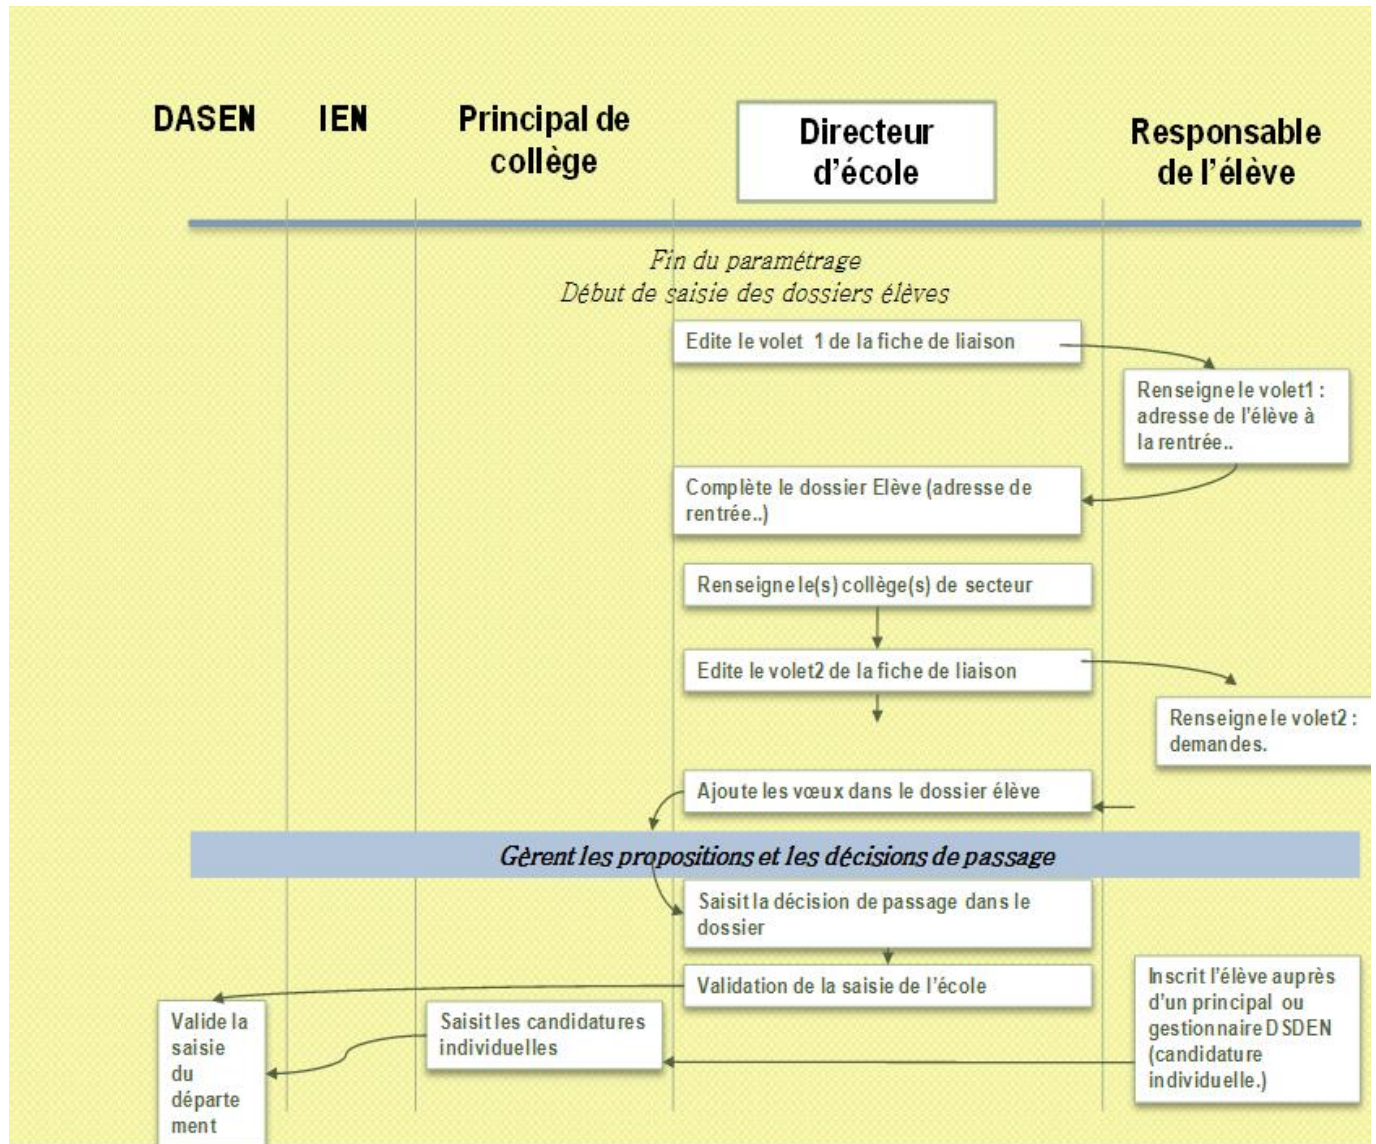 DASEN
IEN
Principal de
collège
Directeur
d'école
Responsable
de l'élève
Fin du paramétrage
Début de saisie des dossiers élèves
Edite le volet 1 de la fiche de liaison
Renseigne le volet1 :
adresse de l'élève à
la rentrée..
Complète le dossier Elève (adresse de
rentrée..)
Renseigne le(s) collège(s) de secteur
Edite le volet2 de la fiche de liaison
Renseigne le volet2 :
demandes.
Ajoute les vœux dans le dossier élève
Gèrent les propositions et les décisions de passage
Saisit la décision de passage dans le
dossier
Validation de la saisie de l'école
Inscrit l'élève auprès
d'un principal ou
gestionnaire DSDEN
(candidature
individuelle.)
Saisit les candidatures
individuelles
Valide la
saisie
du
départe
ment